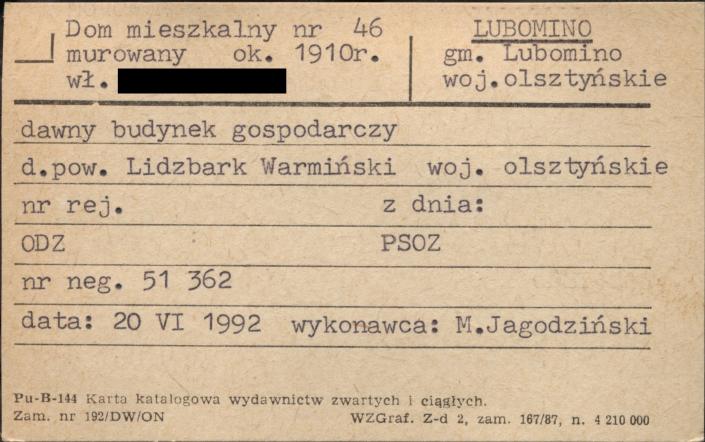 Dom mieszkalny nr 46
murowany ok. 1910r.
wł.
LUBOMINO
gm. Lubomino
woj.olsztyńskie
dawny budynek gospodarczy
d.pow. Lidzbark Warmiński woj. olsztyńskie
nr rej. z dnia:
ODZ PSOZ
nr neg. 51 362
data: 20 VI 1992 wykonawca: M.Jagodziński
Pu-B-144 Karta katalogowa wydawnictw zwartych i ciągłych.
Zam. nr 192/DW/ON WZGraf. Z-d 2, zam. 167/87, n. 4 210 000